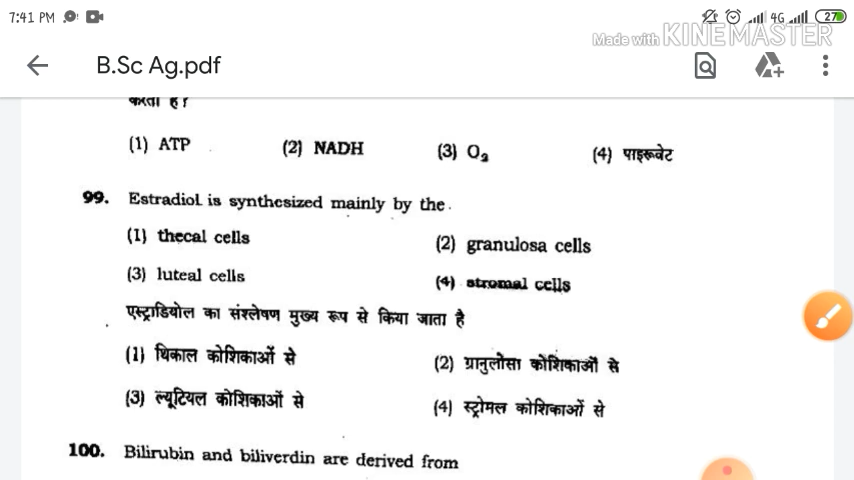 7:41 PM 4G 27
Made with KINEMASTER
B.Sc Ag.pdf
करता है?
(1) ATP (2) NADH (3) O₂ (4) पाइरूवेट
99. Estradiol is synthesized mainly by the
(1) thecal cells (2) granulosa cells
(3) luteal cells (4) stromal cells
एस्ट्राडियोल का संश्लेषण मुख्य रूप से किया जाता है
(1) थिकाल कोशिकाओं से (2) ग्रानुलोसा कोशिकाओं से
(3) ल्यूटियल कोशिकाओं से (4) स्ट्रोमल कोशिकाओं से
100. Bilirubin and biliverdin are derived from